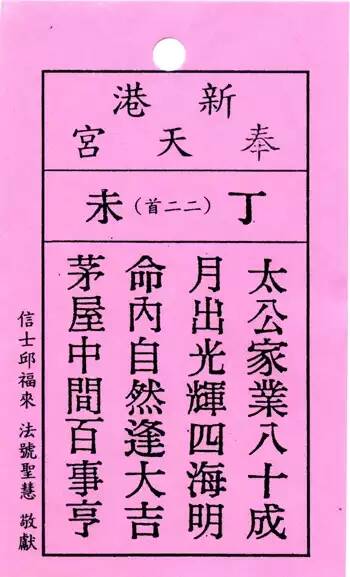 新港
奉天宮
丁（二二首）未
太公家業八十成
月出光輝四海明
命內自然逢大吉
茅屋中間百事亨
信士邱福來 法號聖慧 敬獻